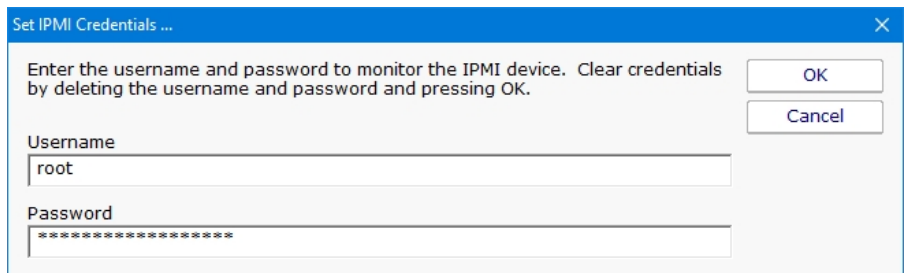 Set IPMI Credentials ...
Enter the username and password to monitor the IPMI device.  Clear credentials
by deleting the username and password and pressing OK.
OK
Cancel
Username
root
Password
******************